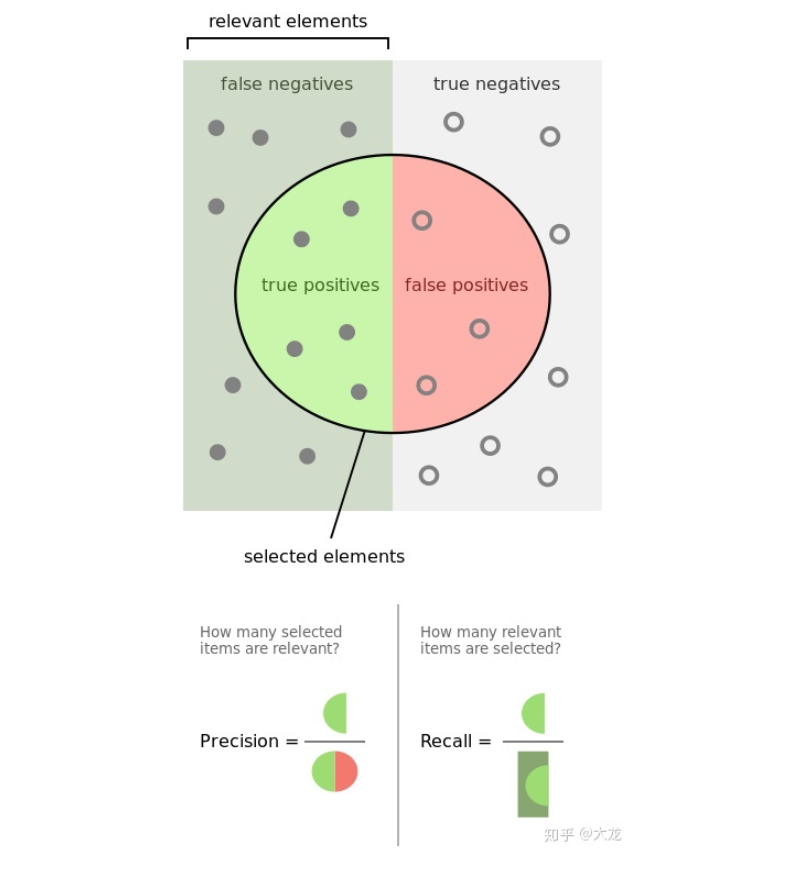 relevant elements
false negatives
true negatives
true positives
false positives
selected elements
How many selected
items are relevant?
How many relevant
items are selected?
Precision =
Recall =
知乎 @大龙